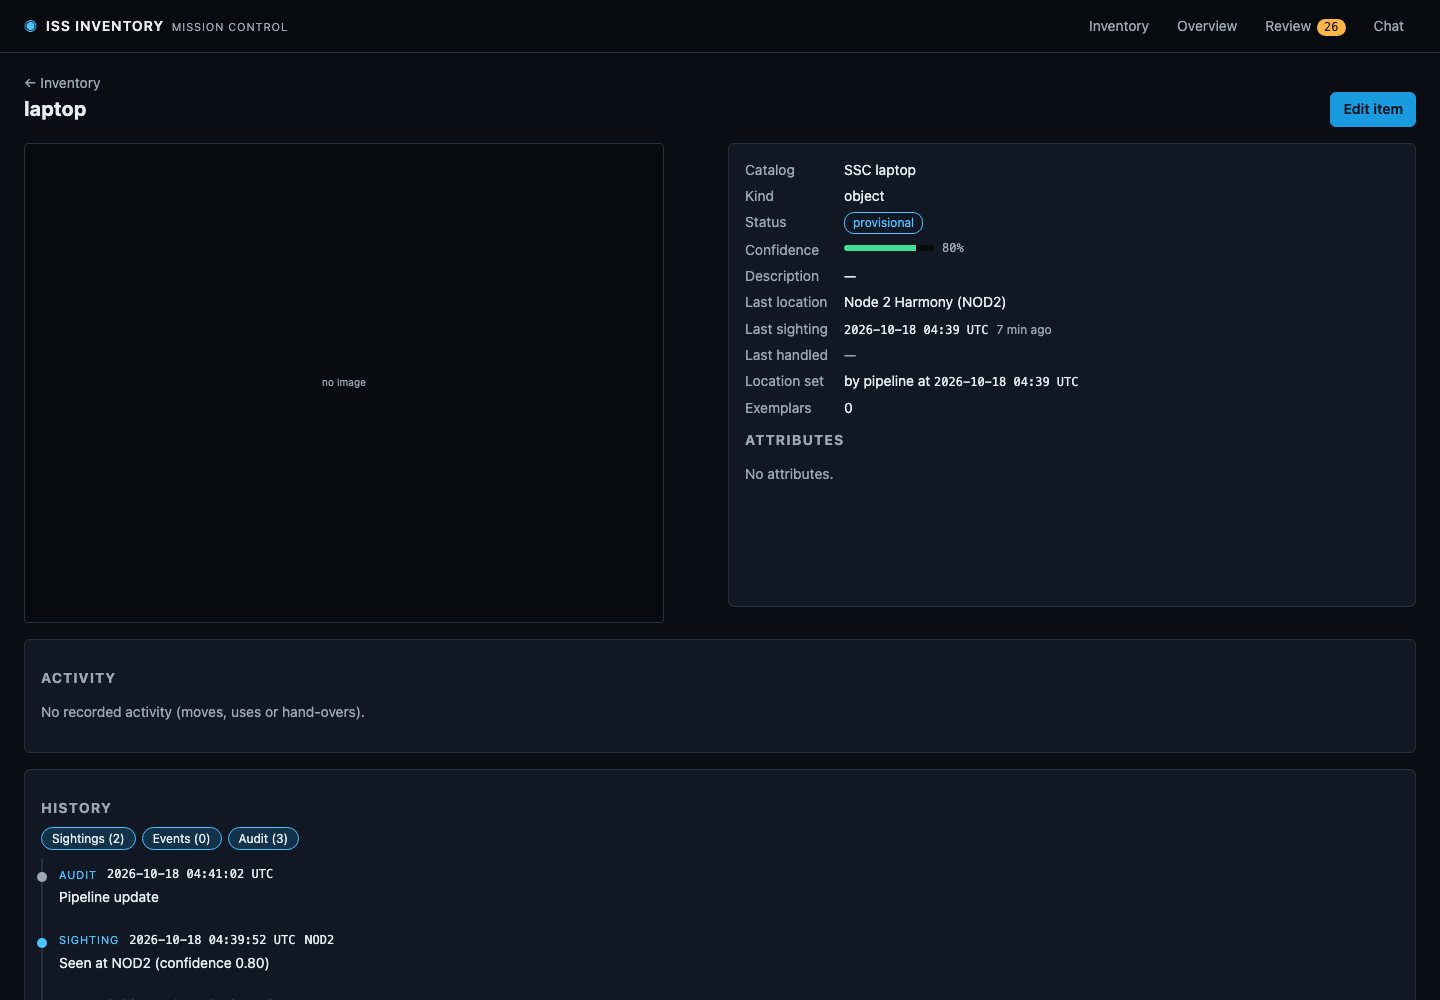 ISS INVENTORY MISSION CONTROL
Inventory Overview Review 26 Chat
← Inventory
laptop
Edit item
no image
Catalog SSC laptop
Kind object
Status provisional
Confidence 80%
Description —
Last location Node 2 Harmony (NOD2)
Last sighting 2026-10-18 04:39 UTC 7 min ago
Last handled —
Location set by pipeline at 2026-10-18 04:39 UTC
Exemplars 0
ATTRIBUTES
No attributes.
ACTIVITY
No recorded activity (moves, uses or hand-overs).
HISTORY
Sightings (2) Events (0) Audit (3)
AUDIT 2026-10-18 04:41:02 UTC
Pipeline update
SIGHTING 2026-10-18 04:39:52 UTC NOD2
Seen at NOD2 (confidence 0.80)